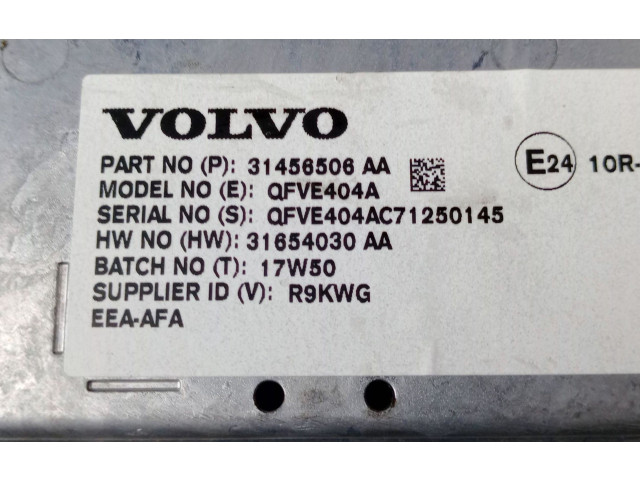 VOLVO
PART NO (P): 31456506 AA
MODEL NO (E): QFVE404A
SERIAL NO (S): QFVE404AC71250145
HW NO (HW): 31654030 AA
BATCH NO (T): 17W50
SUPPLIER ID (V): R9KWG
EEA-AFA
E24 10R-